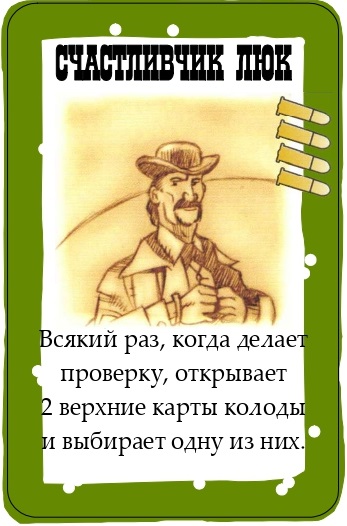 СЧАСТЛИВЧИК ЛЮК
Всякий раз, когда делает
проверку, открывает
2 верхние карты колоды
и выбирает одну из них.